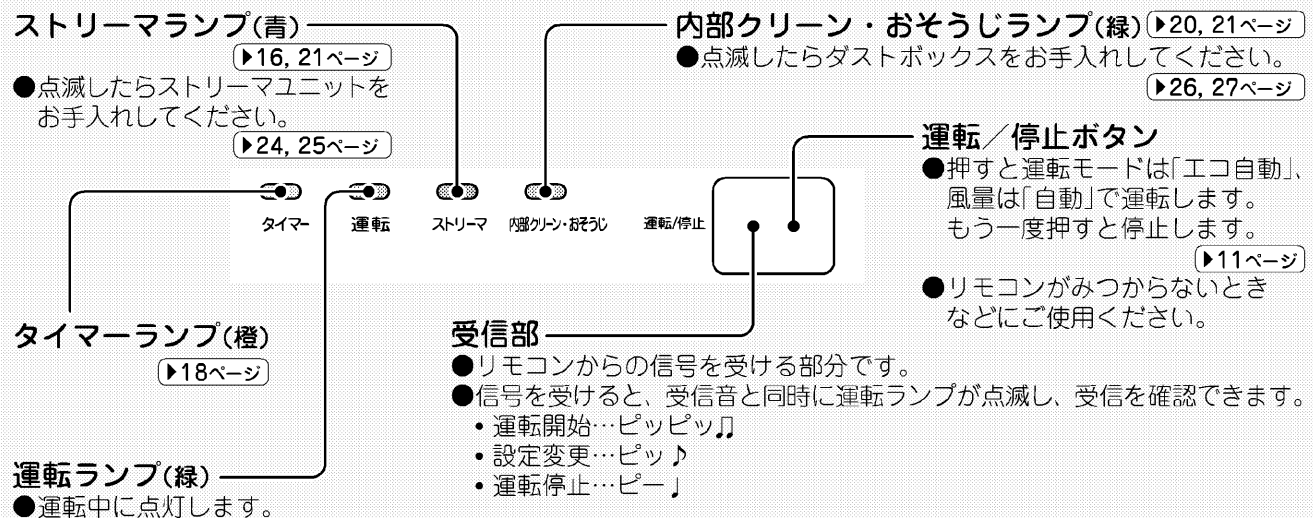 ストリーマランプ(青)
▶16, 21ページ
●点滅したらストリーマユニットを
お手入れしてください。
▶24, 25ページ
内部クリーン・おそうじランプ(緑) ▶20, 21ページ
●点滅したらダストボックスをお手入れしてください。
▶26, 27ページ
運転／停止ボタン
●押すと運転モードは「エコ自動」、
風量は「自動」で運転します。
もう一度押すと停止します。
▶11ページ
●リモコンがみつからないとき
などにご使用ください。
タイマー 運転 ストリーマ 内部クリーン・おそうじ 運転/停止
タイマーランプ(橙)
▶18ページ
受信部
●リモコンからの信号を受ける部分です。
●信号を受けると、受信音と同時に運転ランプが点滅し、受信を確認できます。
• 運転開始…ピッピッ♫
• 設定変更…ピッ♪
• 運転停止…ピー♩
運転ランプ(緑)
●運転中に点灯します。